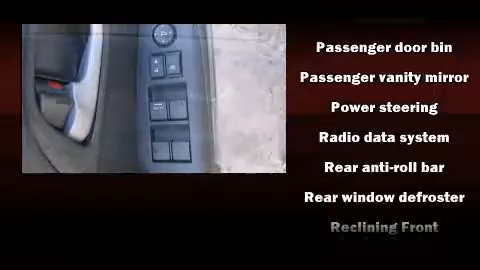 Passenger door bin
Passenger vanity mirror
Power steering
Radio data system
Rear anti-roll bar
Rear window defroster
Reclining Front